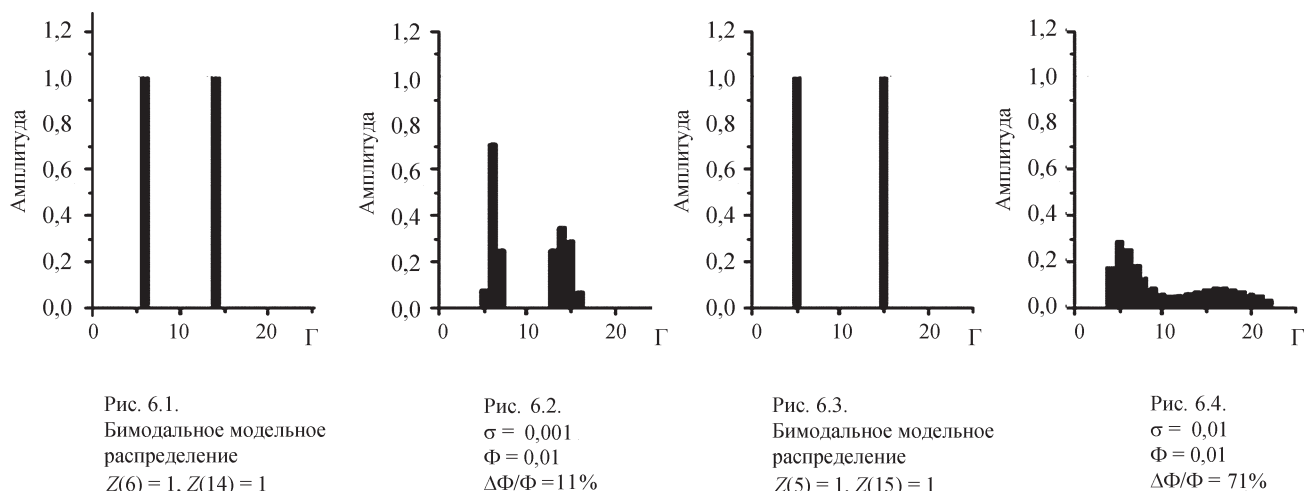 Амплитуда
1,2
1,0
0,8
0,6
0,4
0,2
0,0
0
10
20
Г
Рис. 6.1.
Бимодальное модельное
распределение
Z(6) = 1, Z(14) = 1
Амплитуда
1,2
1,0
0,8
0,6
0,4
0,2
0,0
0
10
20
Г
Рис. 6.2.
σ = 0,001
Ф = 0,01
ΔФ/Ф = 11%
Амплитуда
1,2
1,0
0,8
0,6
0,4
0,2
0,0
0
10
20
Г
Рис. 6.3.
Бимодальное модельное
распределение
Z(5) = 1, Z(15) = 1
Амплитуда
1,2
1,0
0,8
0,6
0,4
0,2
0,0
0
10
20
Г
Рис. 6.4.
σ = 0,01
Ф = 0,01
ΔФ/Ф = 71%